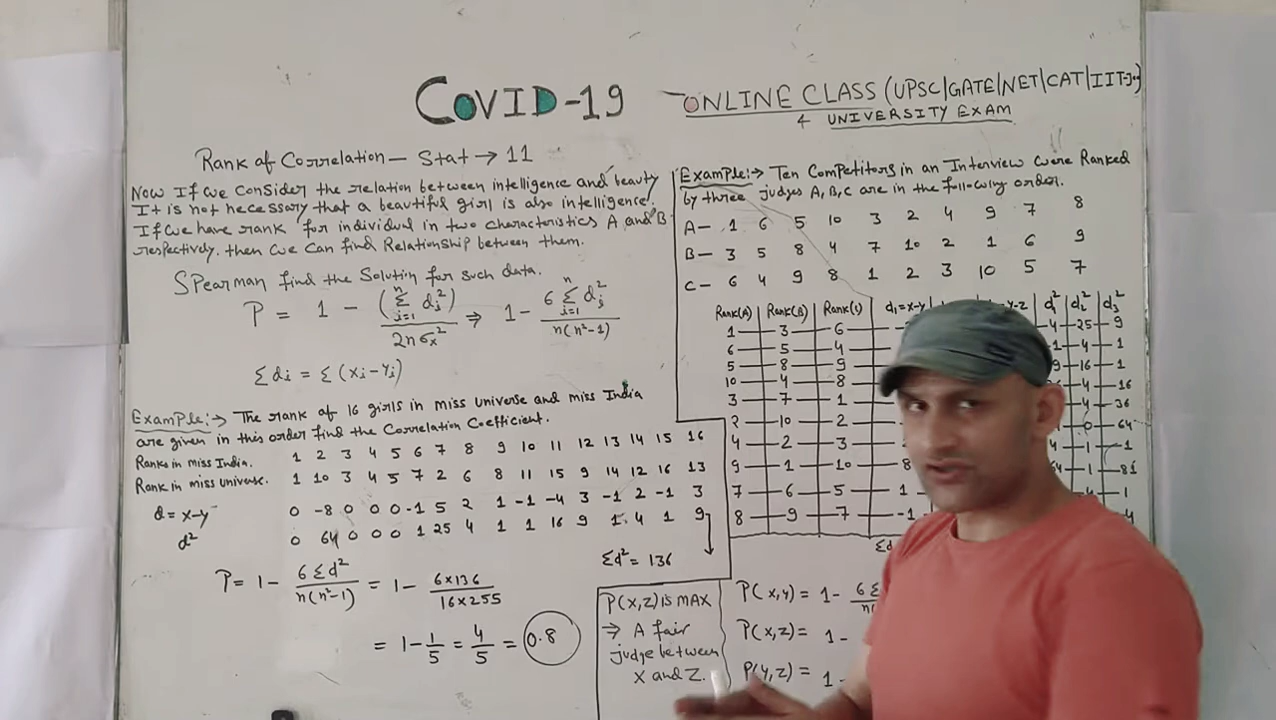 COVID-19
ONLINE CLASS (UPSC|GATE|NET|CAT|IIT-J
& UNIVERSITY EXAM
Rank of Correlation — Stat → 11
Now If we consider the relation between intelligence and beauty
It is not necessary that a beautiful girl is also intelligence.
If we have rank for individual in two characteristics A and B
respectively. then we can find Relationship between them.
Spearman find the solution for such data.
P = 1 - (Σ_{i=1}^{n} d_i²) / 2nσ_x² ⇒ 1 - 6Σ_{i=1}^{n} d_i² / n(n²-1)
Σdi = Σ(xi-yi)
Example:→ The rank of 16 girls in miss universe and miss India
are given in this order find the Correlation Coefficient.
Ranks in miss India. 1 2 3 4 5 6 7 8 9 10 11 12 13 14 15 16
Rank in miss universe. 1 10 3 4 5 7 2 6 8 11 15 9 14 12 16 13
d = x-y 0 -8 0 0 0 -1 5 2 1 -1 -4 3 -1 2 -1 3
d² 0 64 0 0 0 1 25 4 1 1 16 9 1 4 1 9
Σd² = 136
P = 1 - 6Σd² / n(n²-1) = 1 - 6×136 / 16×255
= 1 - 1/5 = 4/5 = 0.8
Example:→ Ten Competitors in an Interview were Ranked
by three judges A, B, C are in the following order.
A- 1 6 5 10 3 2 4 9 7 8
B- 3 5 8 4 7 10 2 1 6 9
C- 6 4 9 8 1 2 3 10 5 7
Rank(A) Rank(B) Rank(C) d₁=x-y y-z d₁² d₂² d₃²
1 3 6 4 25 9
6 5 4 1 4 1
5 8 9 9 16 1
10 4 8 4 16
3 7 1 4 36
2 10 2 0 64
4 2 3 4 1 1
9 1 10 8 1 81
7 6 5 1 4 1
8 9 7 -1 4
Σd
P(x,z) is MAX
⇒ A fair
judge between
x and z.
P(x,y) = 1 - 6Σ
P(x,z) = 1 -
P(y,z) = 1 -